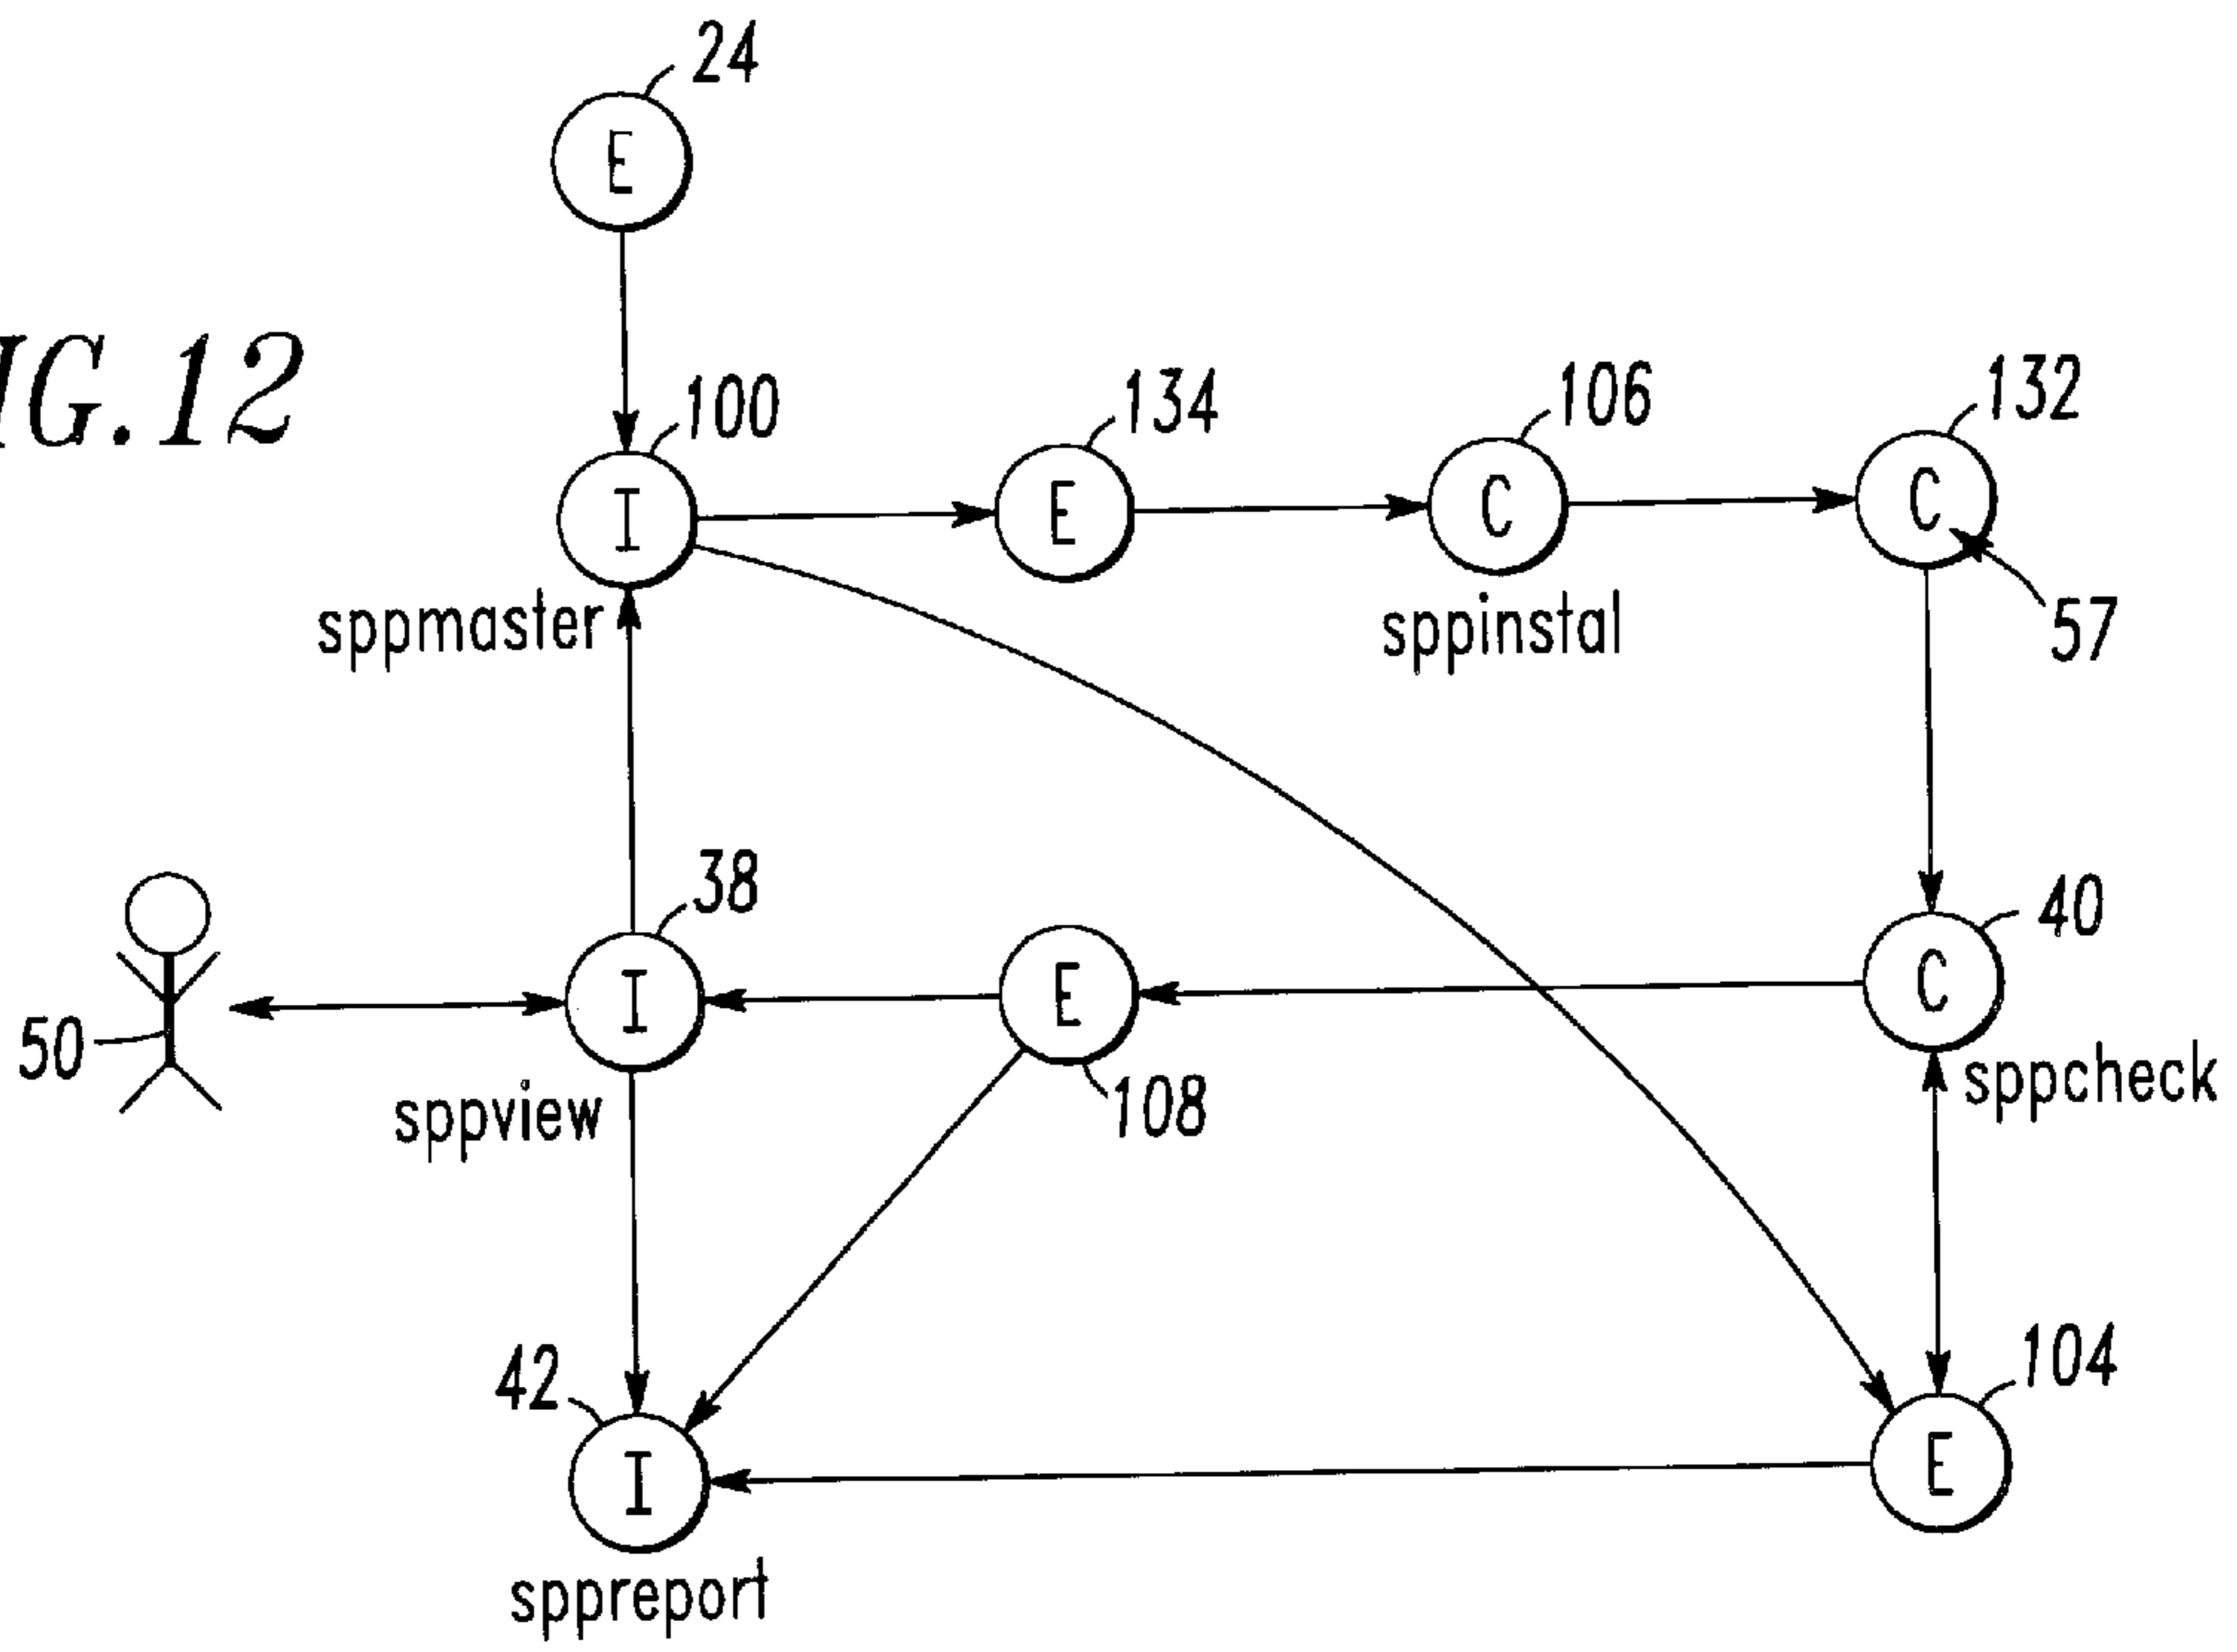 24
E
IG.12
100
134
106
132
I
E
C
C
sppmaster
sppinstal
57
38
40
I
E
C
50
sppview
108
sppcheck
42
104
I
E
sppreport